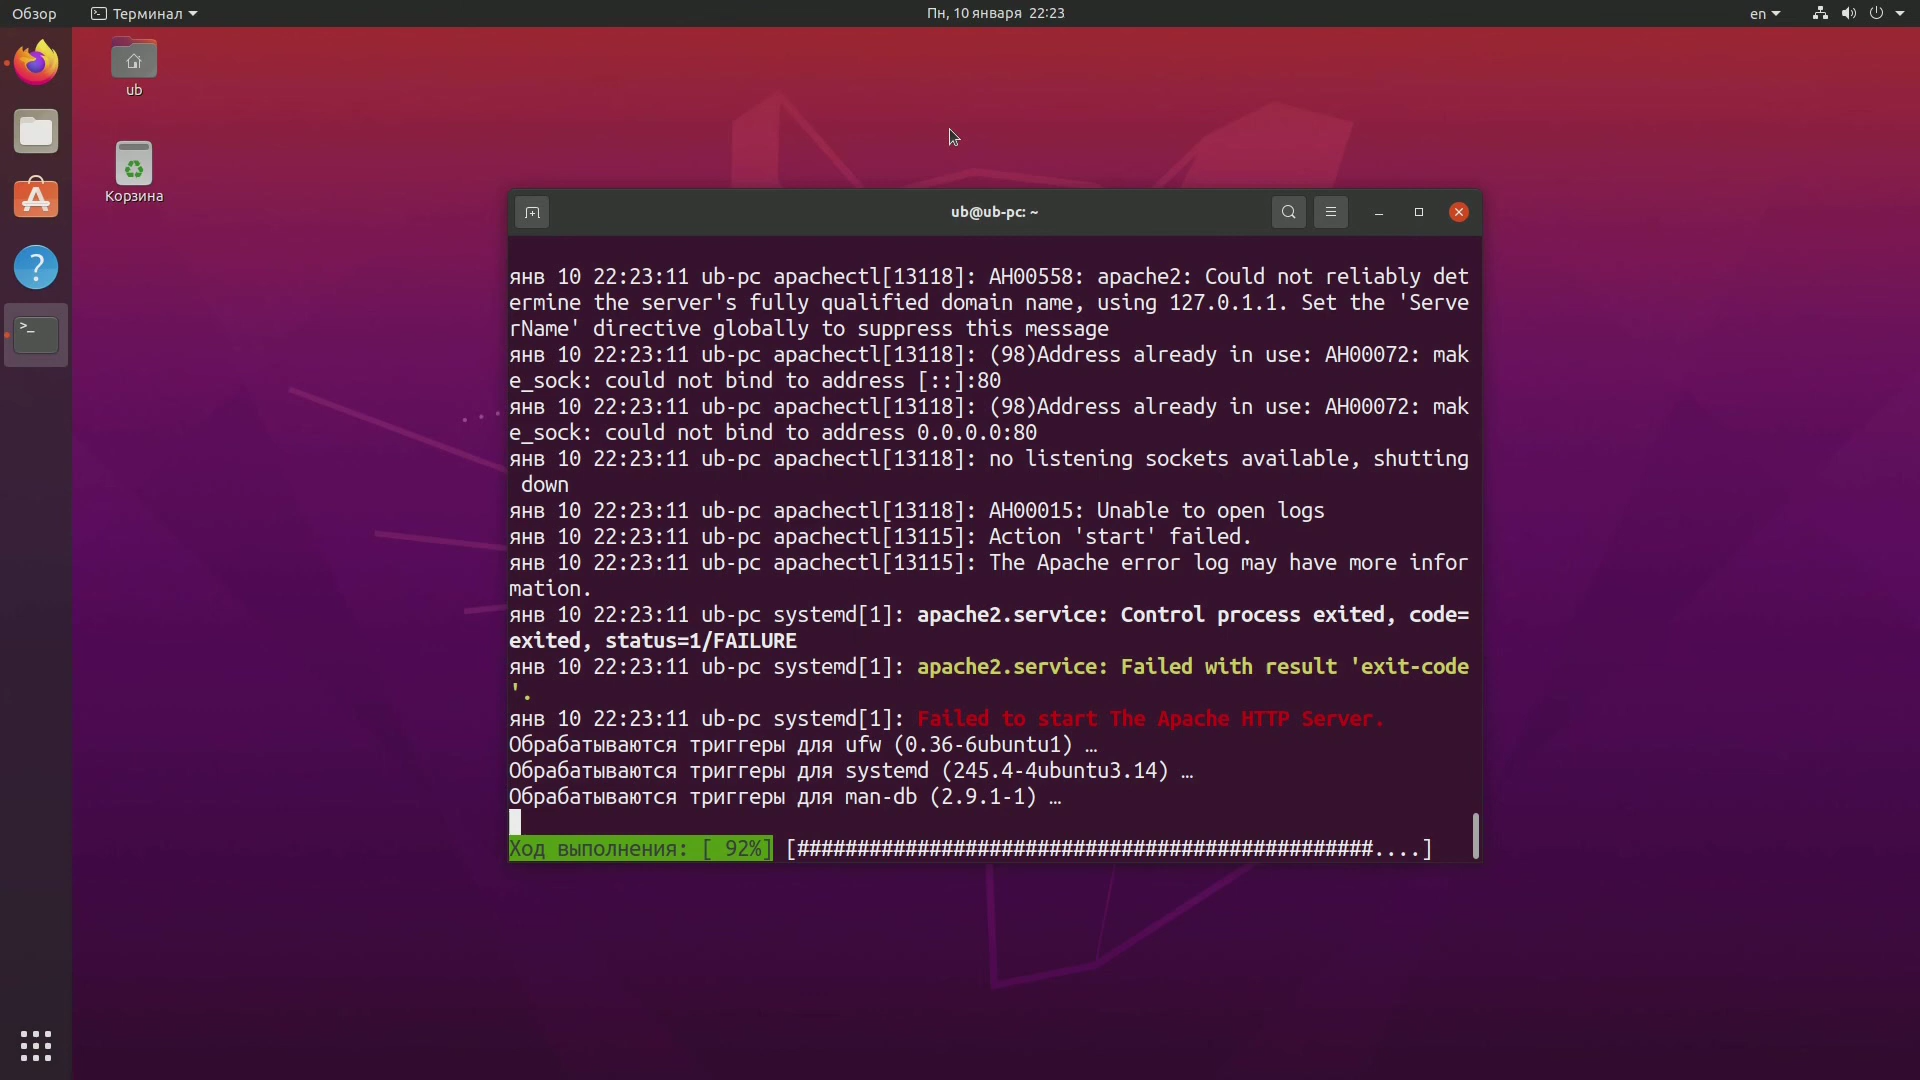 Обзор
Терминал
Пн, 10 января 22:23
en
ub
Корзина
ub@ub-pc: ~
янв 10 22:23:11 ub-pc apachectl[13118]: AH00558: apache2: Could not reliably det
ermine the server's fully qualified domain name, using 127.0.1.1. Set the 'Serve
rName' directive globally to suppress this message
янв 10 22:23:11 ub-pc apachectl[13118]: (98)Address already in use: AH00072: mak
e_sock: could not bind to address [::]:80
янв 10 22:23:11 ub-pc apachectl[13118]: (98)Address already in use: AH00072: mak
e_sock: could not bind to address 0.0.0.0:80
янв 10 22:23:11 ub-pc apachectl[13118]: no listening sockets available, shutting
 down
янв 10 22:23:11 ub-pc apachectl[13118]: AH00015: Unable to open logs
янв 10 22:23:11 ub-pc apachectl[13115]: Action 'start' failed.
янв 10 22:23:11 ub-pc apachectl[13115]: The Apache error log may have more infor
mation.
янв 10 22:23:11 ub-pc systemd[1]: apache2.service: Control process exited, code=
exited, status=1/FAILURE
янв 10 22:23:11 ub-pc systemd[1]: apache2.service: Failed with result 'exit-code
'.
янв 10 22:23:11 ub-pc systemd[1]: Failed to start The Apache HTTP Server.
Обрабатываются триггеры для ufw (0.36-6ubuntu1) …
Обрабатываются триггеры для systemd (245.4-4ubuntu3.14) …
Обрабатываются триггеры для man-db (2.9.1-1) …
Ход выполнения: [ 92%] [################################################....]